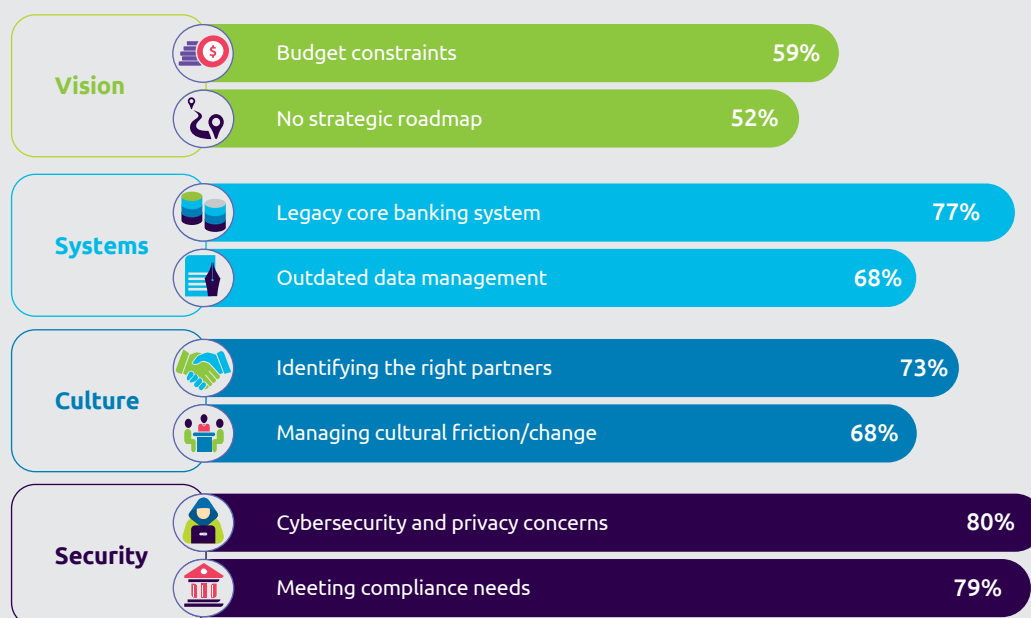 Vision
Budget constraints 59%
No strategic roadmap 52%
Systems
Legacy core banking system 77%
Outdated data management 68%
Culture
Identifying the right partners 73%
Managing cultural friction/change 68%
Security
Cybersecurity and privacy concerns 80%
Meeting compliance needs 79%
$